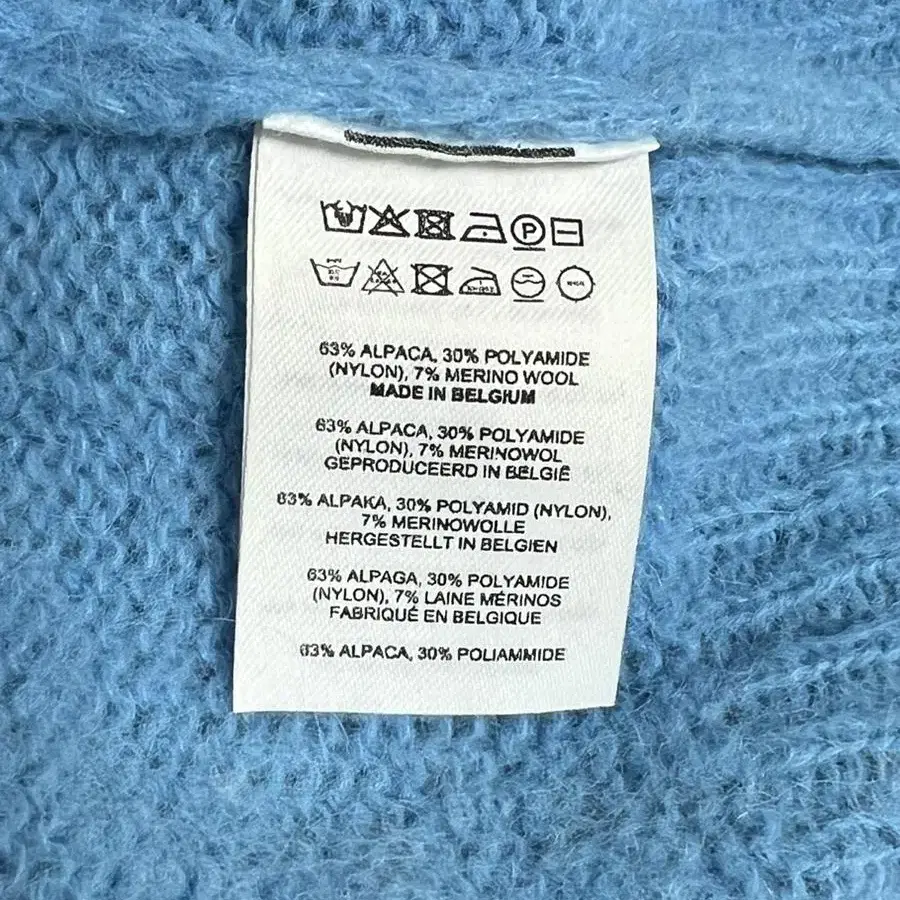 P
63% ALPACA, 30% POLYAMIDE
(NYLON), 7% MERINO WOOL
MADE IN BELGIUM
63% ALPACA, 30% POLYAMIDE
(NYLON), 7% MERINOWOL
GEPRODUCEERD IN BELGIË
63% ALPAKA, 30% POLYAMID (NYLON),
7% MERINOWOLLE
HERGESTELLT IN BELGIEN
63% ALPAGA, 30% POLYAMIDE
(NYLON), 7% LAINE MÉRINOS
FABRIQUÉ EN BELGIQUE
63% ALPACA, 30% POLIAMMIDE